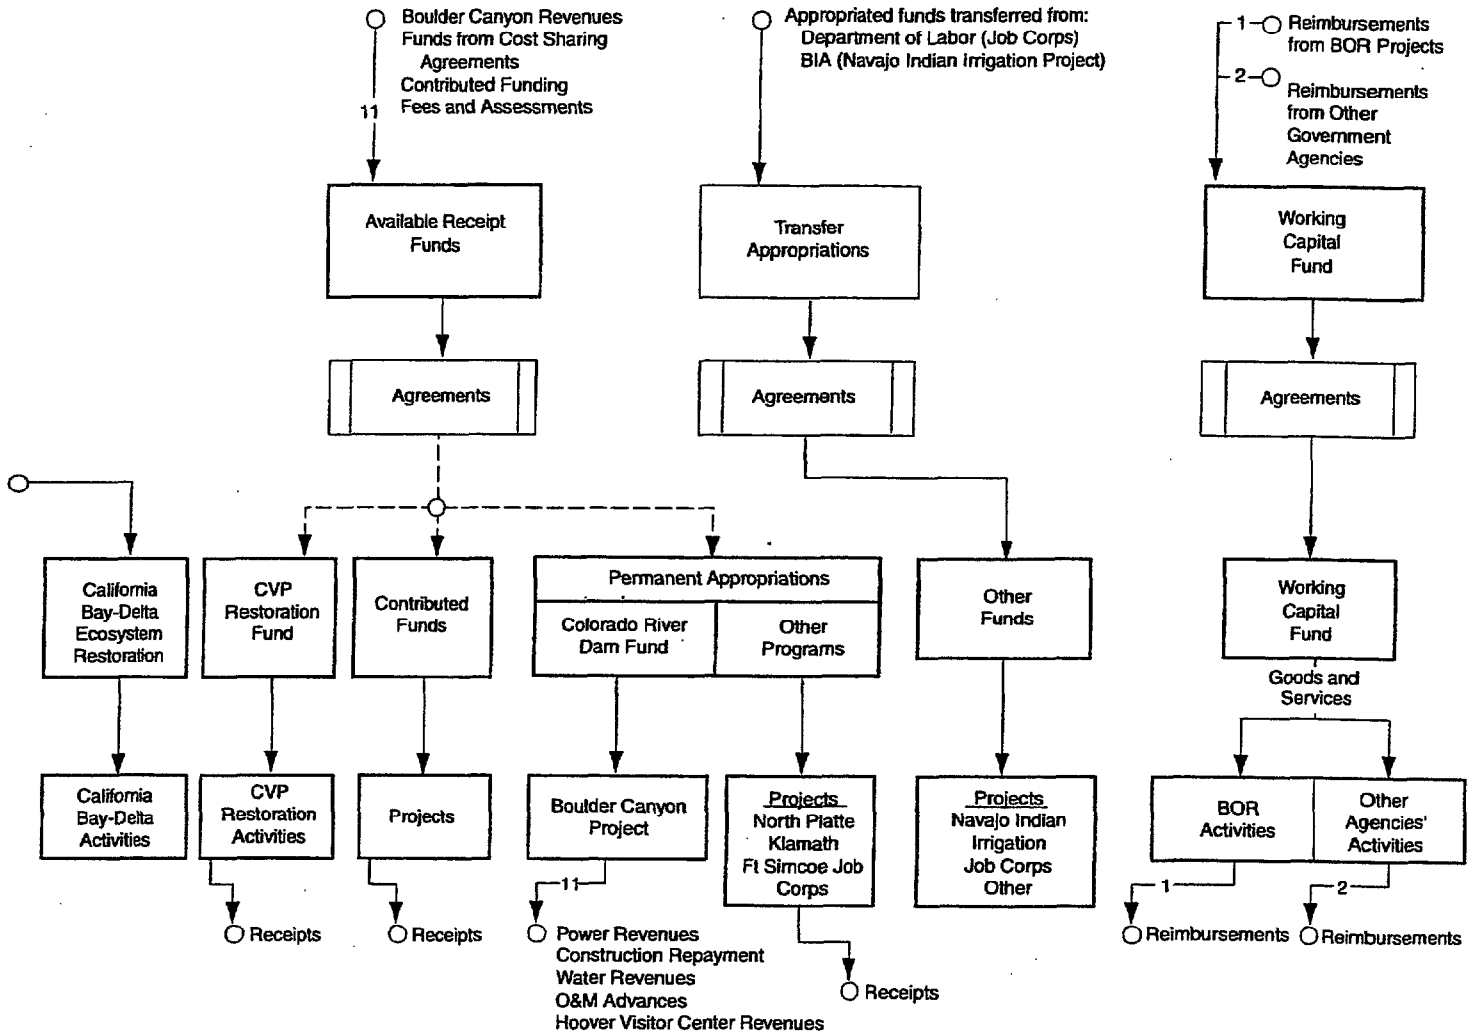 Boulder Canyon Revenues
Funds from Cost Sharing
Agreements
Contributed Funding
Fees and Assessments
11
Appropriated funds transferred from:
Department of Labor (Job Corps)
BIA (Navajo Indian Irrigation Project)
1
Reimbursements
from BOR Projects
2
Reimbursements
from Other
Government
Agencies
Available Receipt
Funds
Transfer
Appropriations
Working
Capital
Fund
Agreements
Agreements
Agreements
California
Bay-Delta
Ecosystem
Restoration
CVP
Restoration
Fund
Contributed
Funds
Permanent Appropriations
Colorado River
Dam Fund
Other
Programs
Other
Funds
Working
Capital
Fund
Goods and
Services
California
Bay-Delta
Activities
CVP
Restoration
Activities
Projects
Boulder Canyon
Project
Projects
North Platte
Klamath
Ft Simcoe Job
Corps
Projects
Navajo Indian
Irrigation
Job Corps
Other
BOR
Activities
Other
Agencies'
Activities
11
1
2
Receipts
Receipts
Power Revenues
Construction Repayment
Water Revenues
O&M Advances
Hoover Visitor Center Revenues
Receipts
Reimbursements
Reimbursements